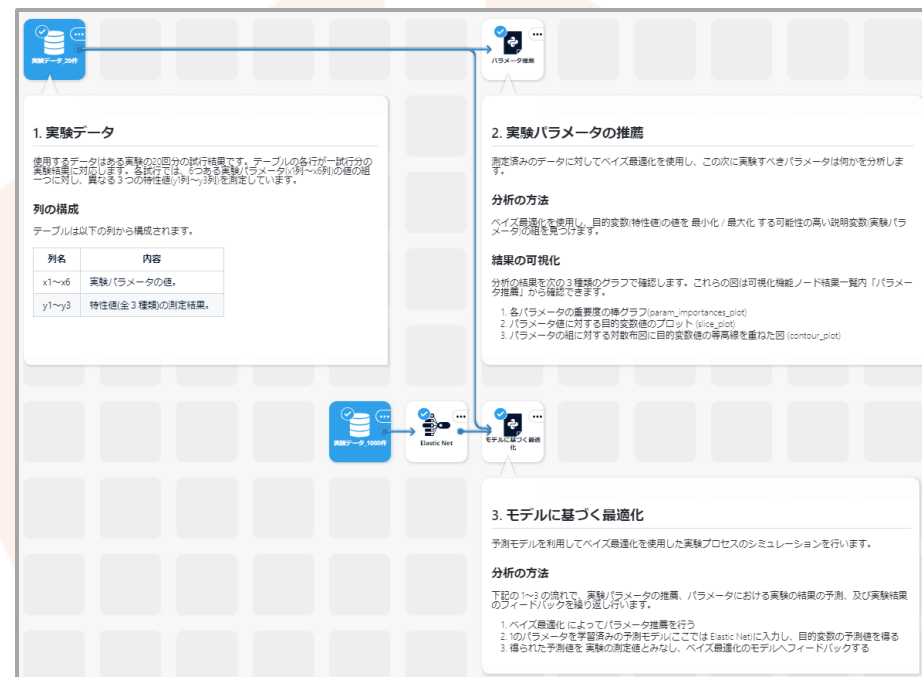 実験データ_20件
パラメータ推薦
1. 実験データ
使用するデータはある実験の20回分の試行結果です。テーブルの各行が一試行分の
実験結果に対応します。各試行では、6つある実験パラメータ(x1列～x6列)の値の組
一つに対し、異なる3つの特性値(y1列～y3列)を測定しています。
列の構成
テーブルは以下の列から構成されます。
列名 内容
x1～x6 実験パラメータの値。
y1～y3 特性値(全3種類)の測定結果。
2. 実験パラメータの推薦
測定済みのデータに対してベイズ最適化を使用し、この次に実験すべきパラメータは何かを分析しま
す。
分析の方法
ベイズ最適化を使用し、目的変数(特性値)の値を 最小化 / 最大化 する可能性の高い説明変数(実験パラ
メータ)の組を見つけます。
結果の可視化
分析の結果を次の3種類のグラフで確認します。これらの図は可視化機能ノード結果一覧内「パラメー
タ推薦」から確認できます。
1. 各パラメータの重要度の棒グラフ(param_importances_plot)
2. パラメータ値に対する目的変数値のプロット (slice_plot)
3. パラメータの組に対する対散布図に目的変数値の等高線を重ねた図 (contour_plot)
実験データ_1000件
Elastic Net
モデルに基づく最適
化
3. モデルに基づく最適化
予測モデルを利用してベイズ最適化を使用した実験プロセスのシミュレーションを行います。
分析の方法
下記の 1～3 の流れで、実験パラメータの推薦、パラメータにおける実験の結果の予測、及び実験結果
のフィードバックを繰り返し行います。
1. ベイズ最適化 によってパラメータ推薦を行う
2. 1のパラメータを学習済みの予測モデル(ここでは Elastic Net)に入力し、目的変数の予測値を得る
3. 得られた予測値を 実験の測定値とみなし、ベイズ最適化のモデルへフィードバックする